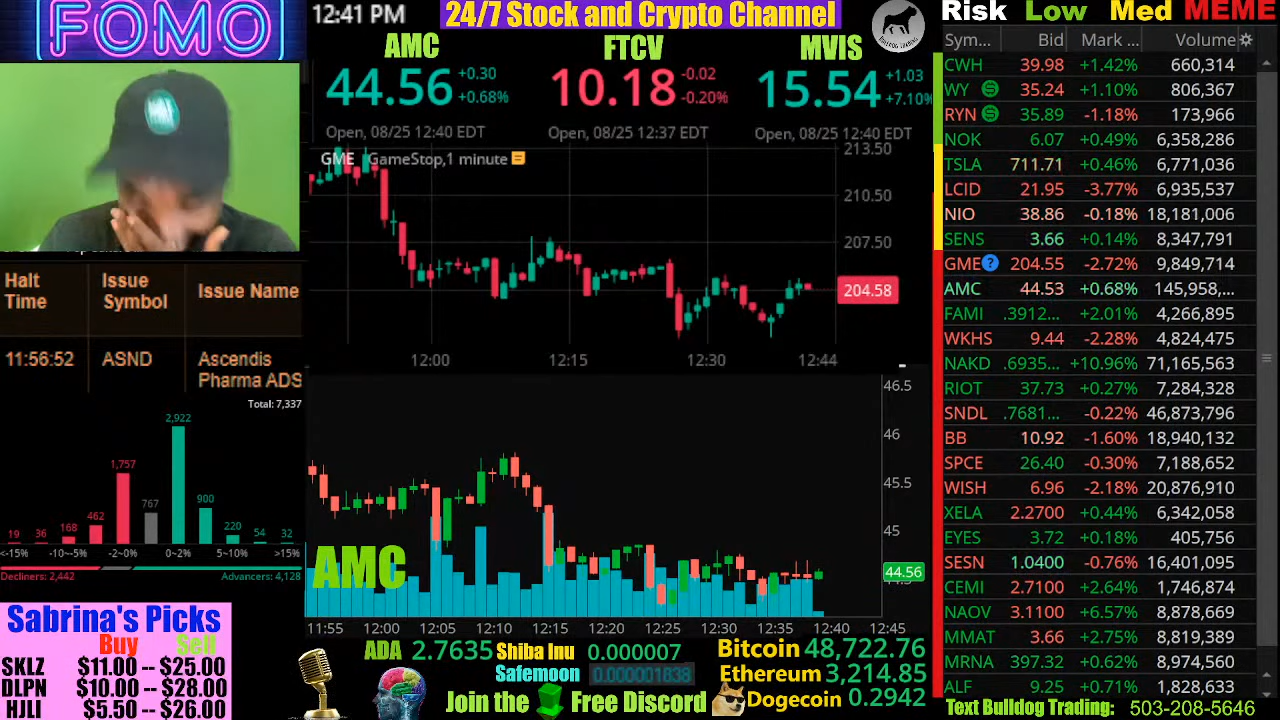 FOMO
12:41 PM
24/7 Stock and Crypto Channel
BULLDOG TRADING
AMC
44.56
+0.30
+0.68%
Open, 08/25 12:40 EDT
FTCV
10.18
-0.02
-0.20%
Open, 08/25 12:37 EDT
MVIS
15.54
+1.03
+7.10%
Open, 08/25 12:40 EDT
GME GameStop,1 minute
213.50
210.50
207.50
204.58
12:00 12:15 12:30 12:44
Halt Time Issue Symbol Issue Name
11:56:52 ASND Ascendis Pharma ADS
Total: 7,337
19 36 168 462 1,757 767 2,922 900 220 54 32
<-15% -10~-5% -2~0% 0~2% 5~10% >15%
Decliners: 2,442 Advancers: 4,128
46.5
46
45.5
45
44.56
AMC
11:55 12:00 12:05 12:10 12:15 12:20 12:25 12:30 12:35 12:40 12:45
Sabrina's Picks
Buy Sell
SKLZ $11.00 -- $25.00
DLPN $10.00 -- $28.00
HJLI $5.50 -- $26.00
ADA 2.7635 Shiba Inu 0.000007
Safemoon 0.000001838
Join the Free Discord
Bitcoin 48,722.76
Ethereum 3,214.85
Dogecoin 0.2942
Risk Low Med MEME
Sym... Bid Mark ... Volume
CWH 39.98 +1.42% 660,314
WY 35.24 +1.10% 806,367
RYN 35.89 -1.18% 173,966
NOK 6.07 +0.49% 6,358,286
TSLA 711.71 +0.46% 6,771,036
LCID 21.95 -3.77% 6,935,537
NIO 38.86 -0.18% 18,181,006
SENS 3.66 +0.14% 8,347,791
GME ? 204.55 -2.72% 9,849,714
AMC 44.53 +0.68% 145,958,...
FAMI .3912... +2.01% 4,266,895
WKHS 9.44 -2.28% 4,824,475
NAKD .6935... +10.96% 71,165,563
RIOT 37.73 +0.27% 7,284,328
SNDL .7681... -0.22% 46,873,796
BB 10.92 -1.60% 18,940,132
SPCE 26.40 -0.30% 7,188,652
WISH 6.96 -2.18% 20,876,910
XELA 2.2700 +0.44% 6,342,058
EYES 3.72 +0.18% 405,756
SESN 1.0400 -0.76% 16,401,095
CEMI 2.7100 +2.64% 1,746,874
NAOV 3.1100 +6.57% 8,878,669
MMAT 3.66 +2.75% 8,819,389
MRNA 397.32 +0.62% 8,974,560
ALF 9.25 +0.71% 1,828,633
Text Bulldog Trading: 503-208-5646